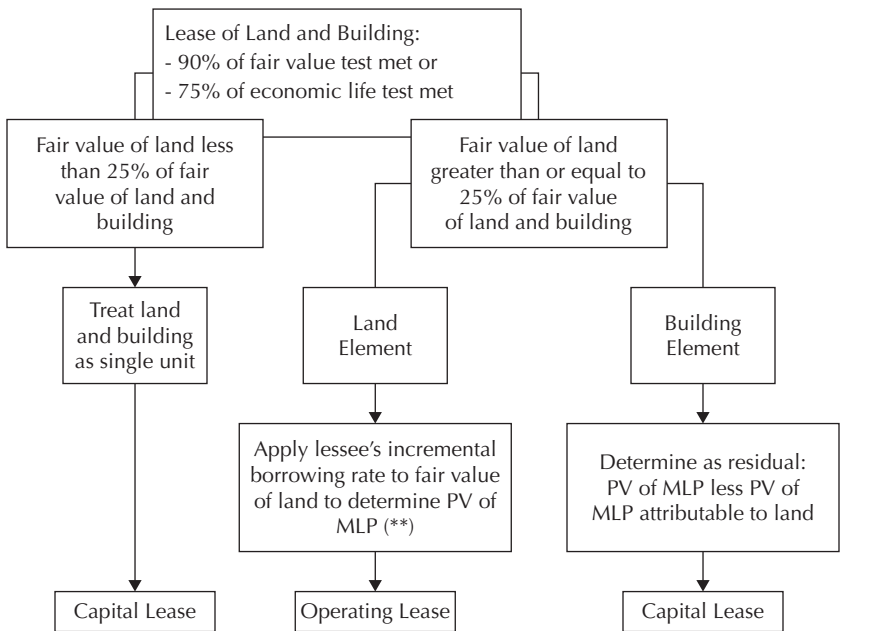 Lease of Land and Building:
- 90% of fair value test met or
- 75% of economic life test met
Fair value of land less
than 25% of fair
value of land and
building
Fair value of land
greater than or equal to
25% of fair value
of land and building
Treat land
and building
as single unit
Land
Element
Building
Element
Apply lessee's incremental
borrowing rate to fair value
of land to determine PV of
MLP (**)
Determine as residual:
PV of MLP less PV of
MLP attributable to land
Capital Lease
Operating Lease
Capital Lease